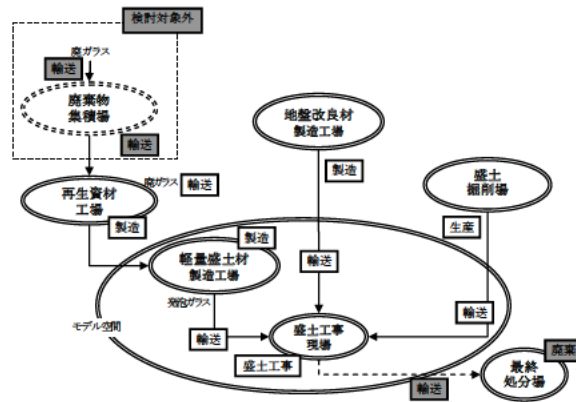 検討対象外
廃ガラス
輸送
廃棄物
集積場
輸送
地盤改良材
製造工場
製造
盛土
掘削場
生産
再生資材
工場
廃ガラス
輸送
製造
製造
軽量盛土材
製造工場
輸送
発泡ガラス
モデル空間
輸送
盛土工事
現場
輸送
盛土工事
輸送
廃棄
最終
処分場